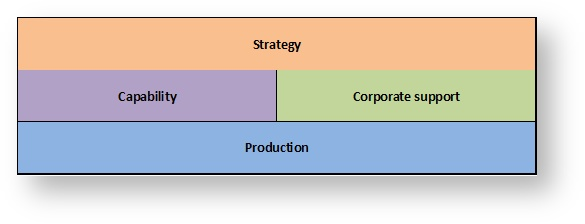 Strategy
Capability
Corporate support
Production